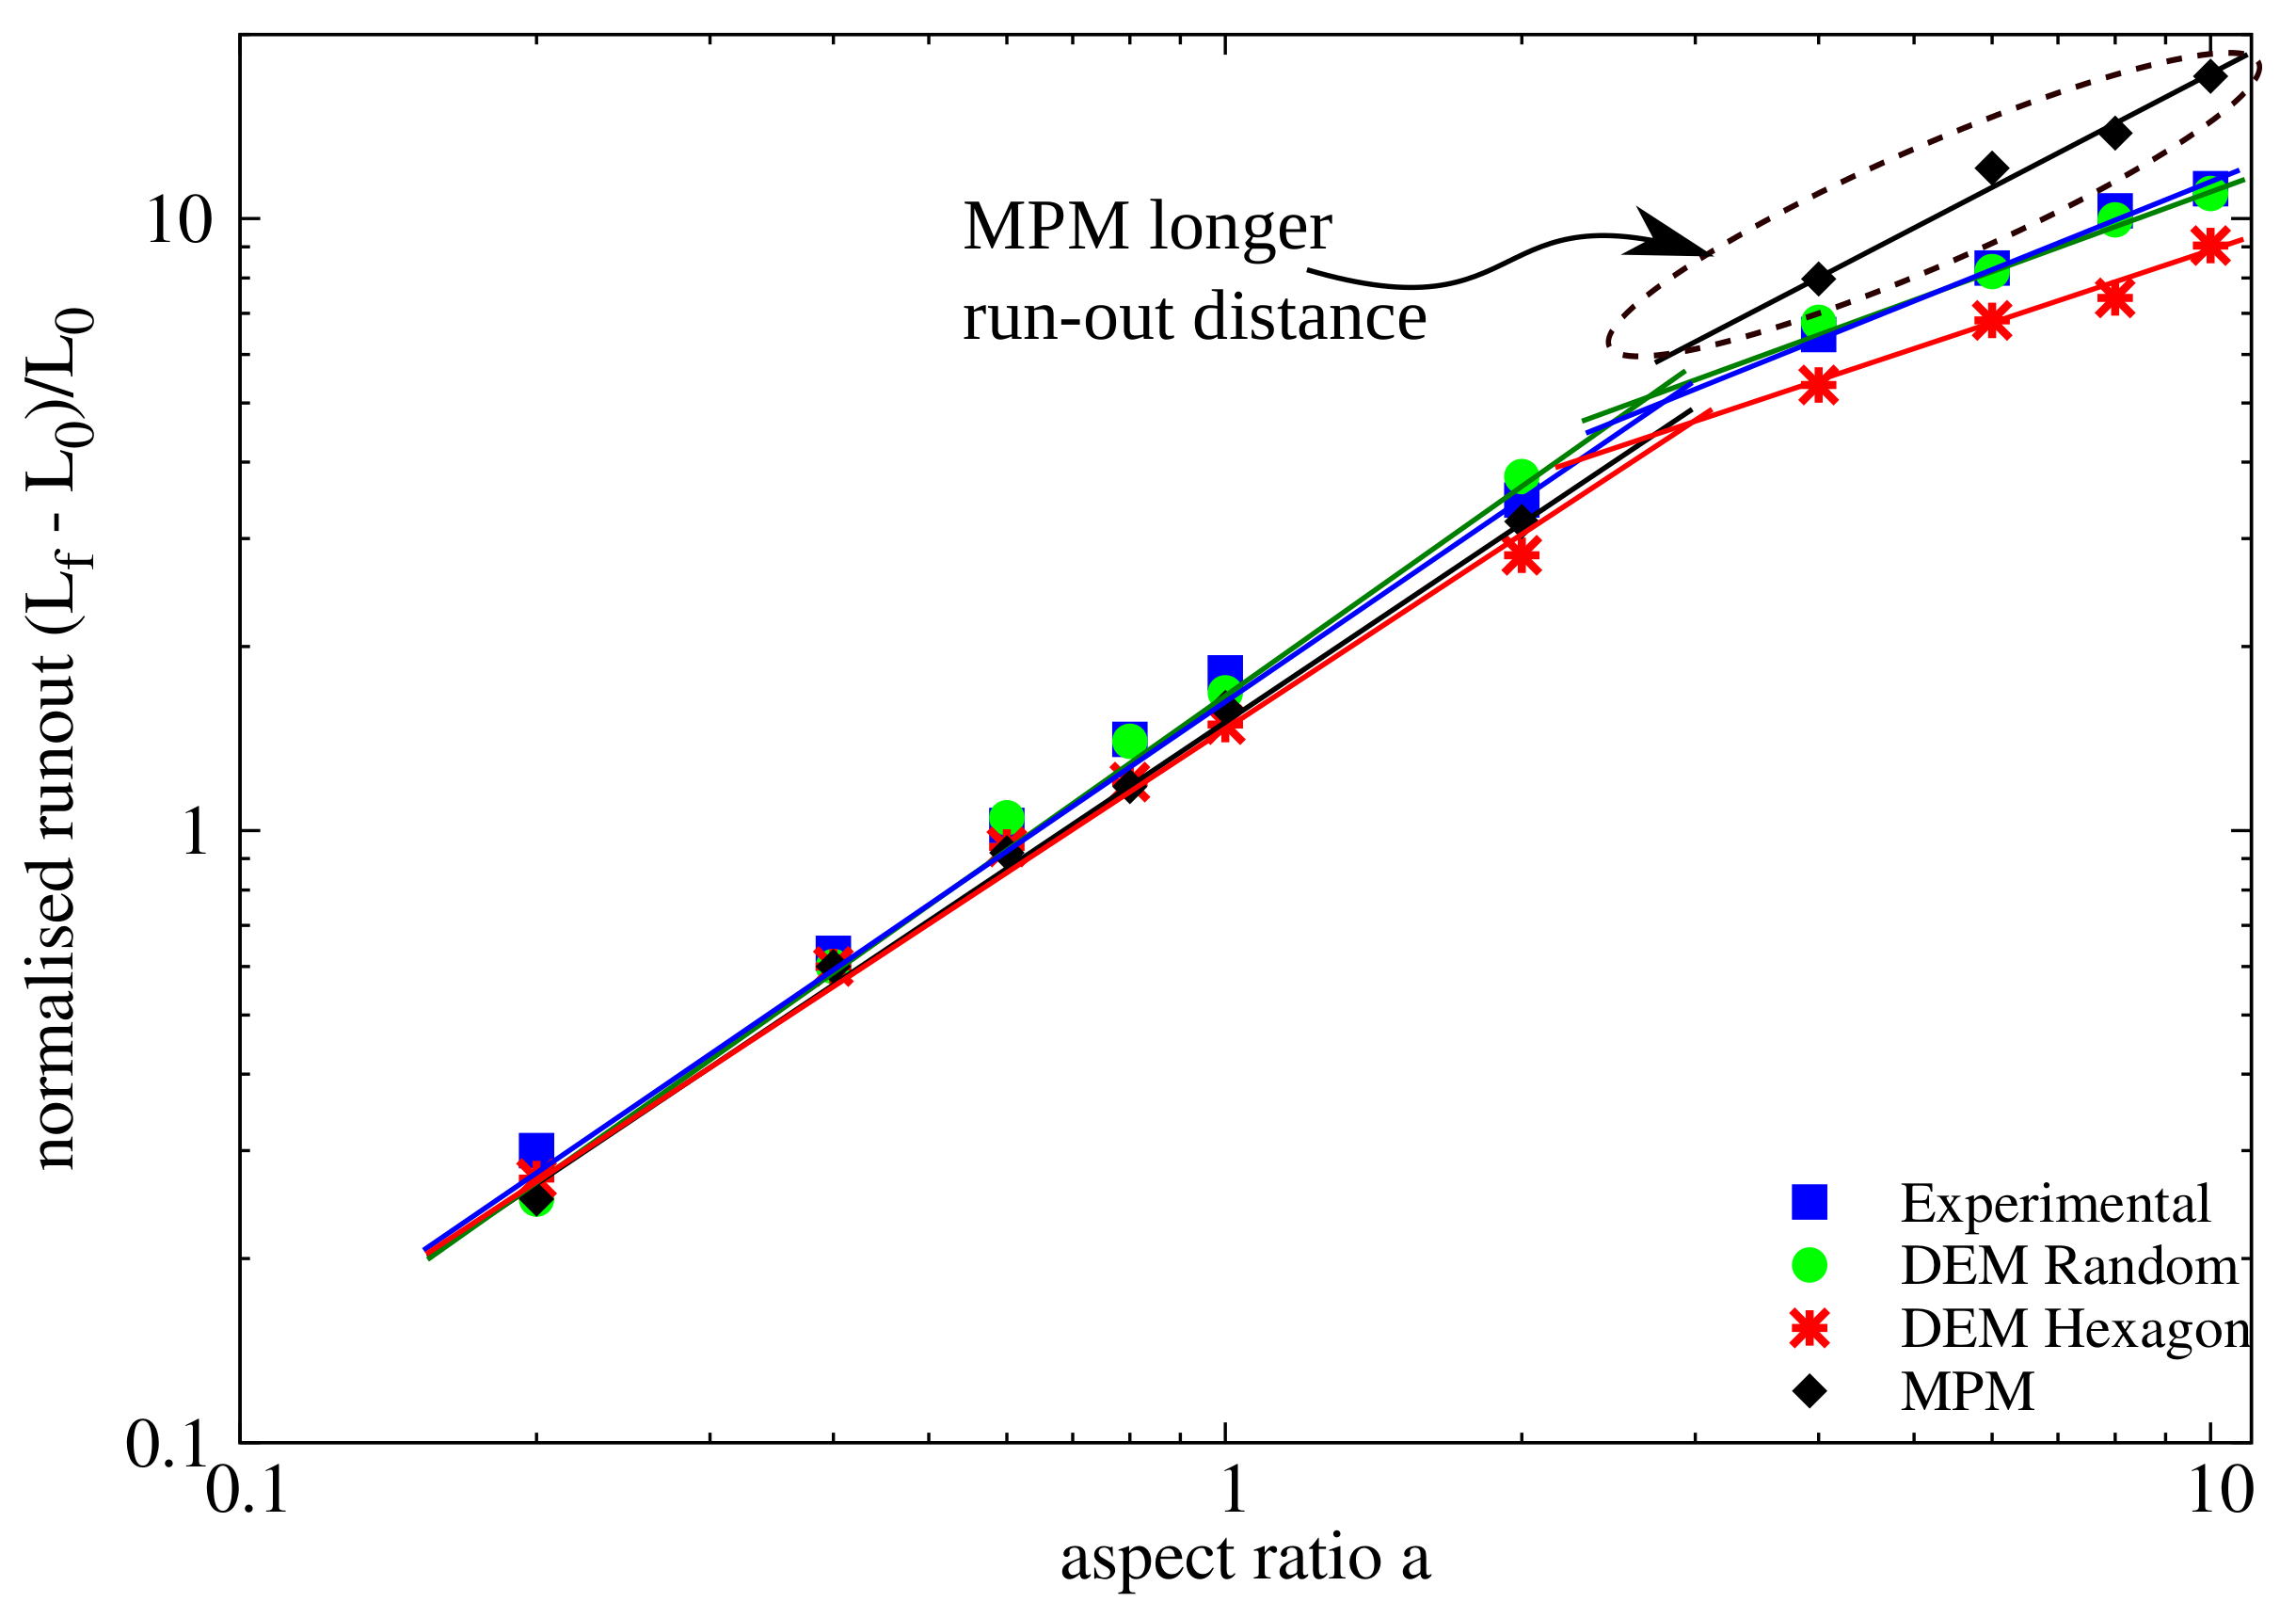 10
1
0.1
0.1
1
10
normalised runout (Lf - L0)/L0
aspect ratio a
MPM longer
run-out distance
Experimental
DEM Random
DEM Hexagon
MPM